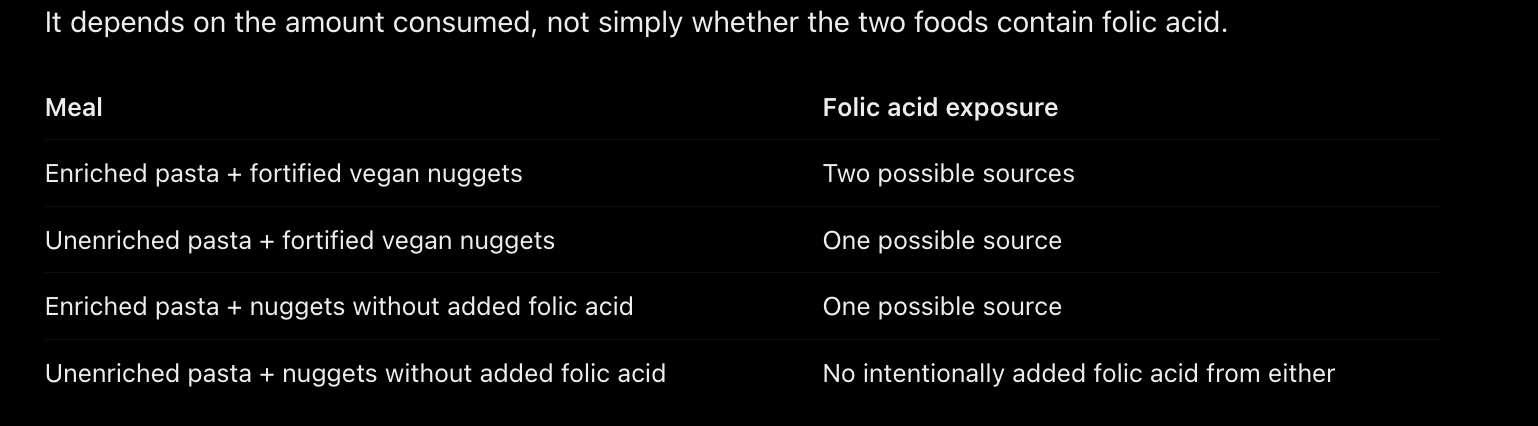 It depends on the amount consumed, not simply whether the two foods contain folic acid.
Meal Folic acid exposure
Enriched pasta + fortified vegan nuggets Two possible sources
Unenriched pasta + fortified vegan nuggets One possible source
Enriched pasta + nuggets without added folic acid One possible source
Unenriched pasta + nuggets without added folic acid No intentionally added folic acid from either